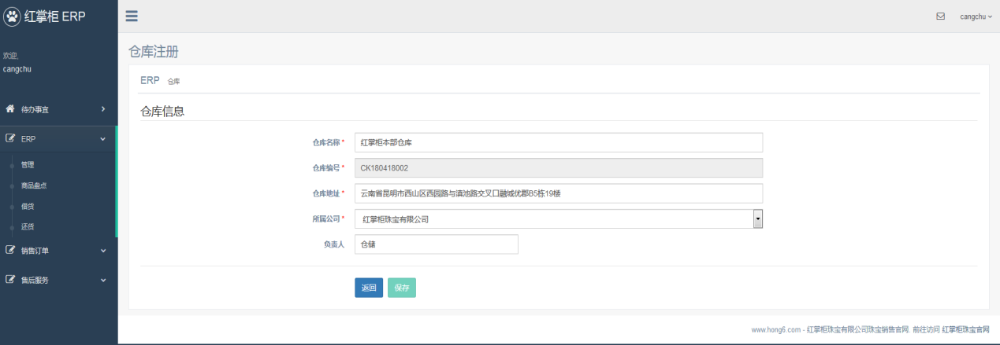 红掌柜 ERP
cangchu
欢迎,
cangchu
待办事宜
ERP
管理
商品盘点
借货
还货
销售订单
售后服务
仓库注册
ERP 仓库
仓库信息
仓库名称 * 红掌柜本部仓库
仓库编号 * CK180418002
仓库地址 * 云南省昆明市西山区西园路与滇池路交叉口融城优郡B5栋19楼
所属公司 * 红掌柜珠宝有限公司
负责人 仓储
返回 保存
www.hong6.com - 红掌柜珠宝有限公司珠宝销售官网. 前往访问 红掌柜珠宝官网